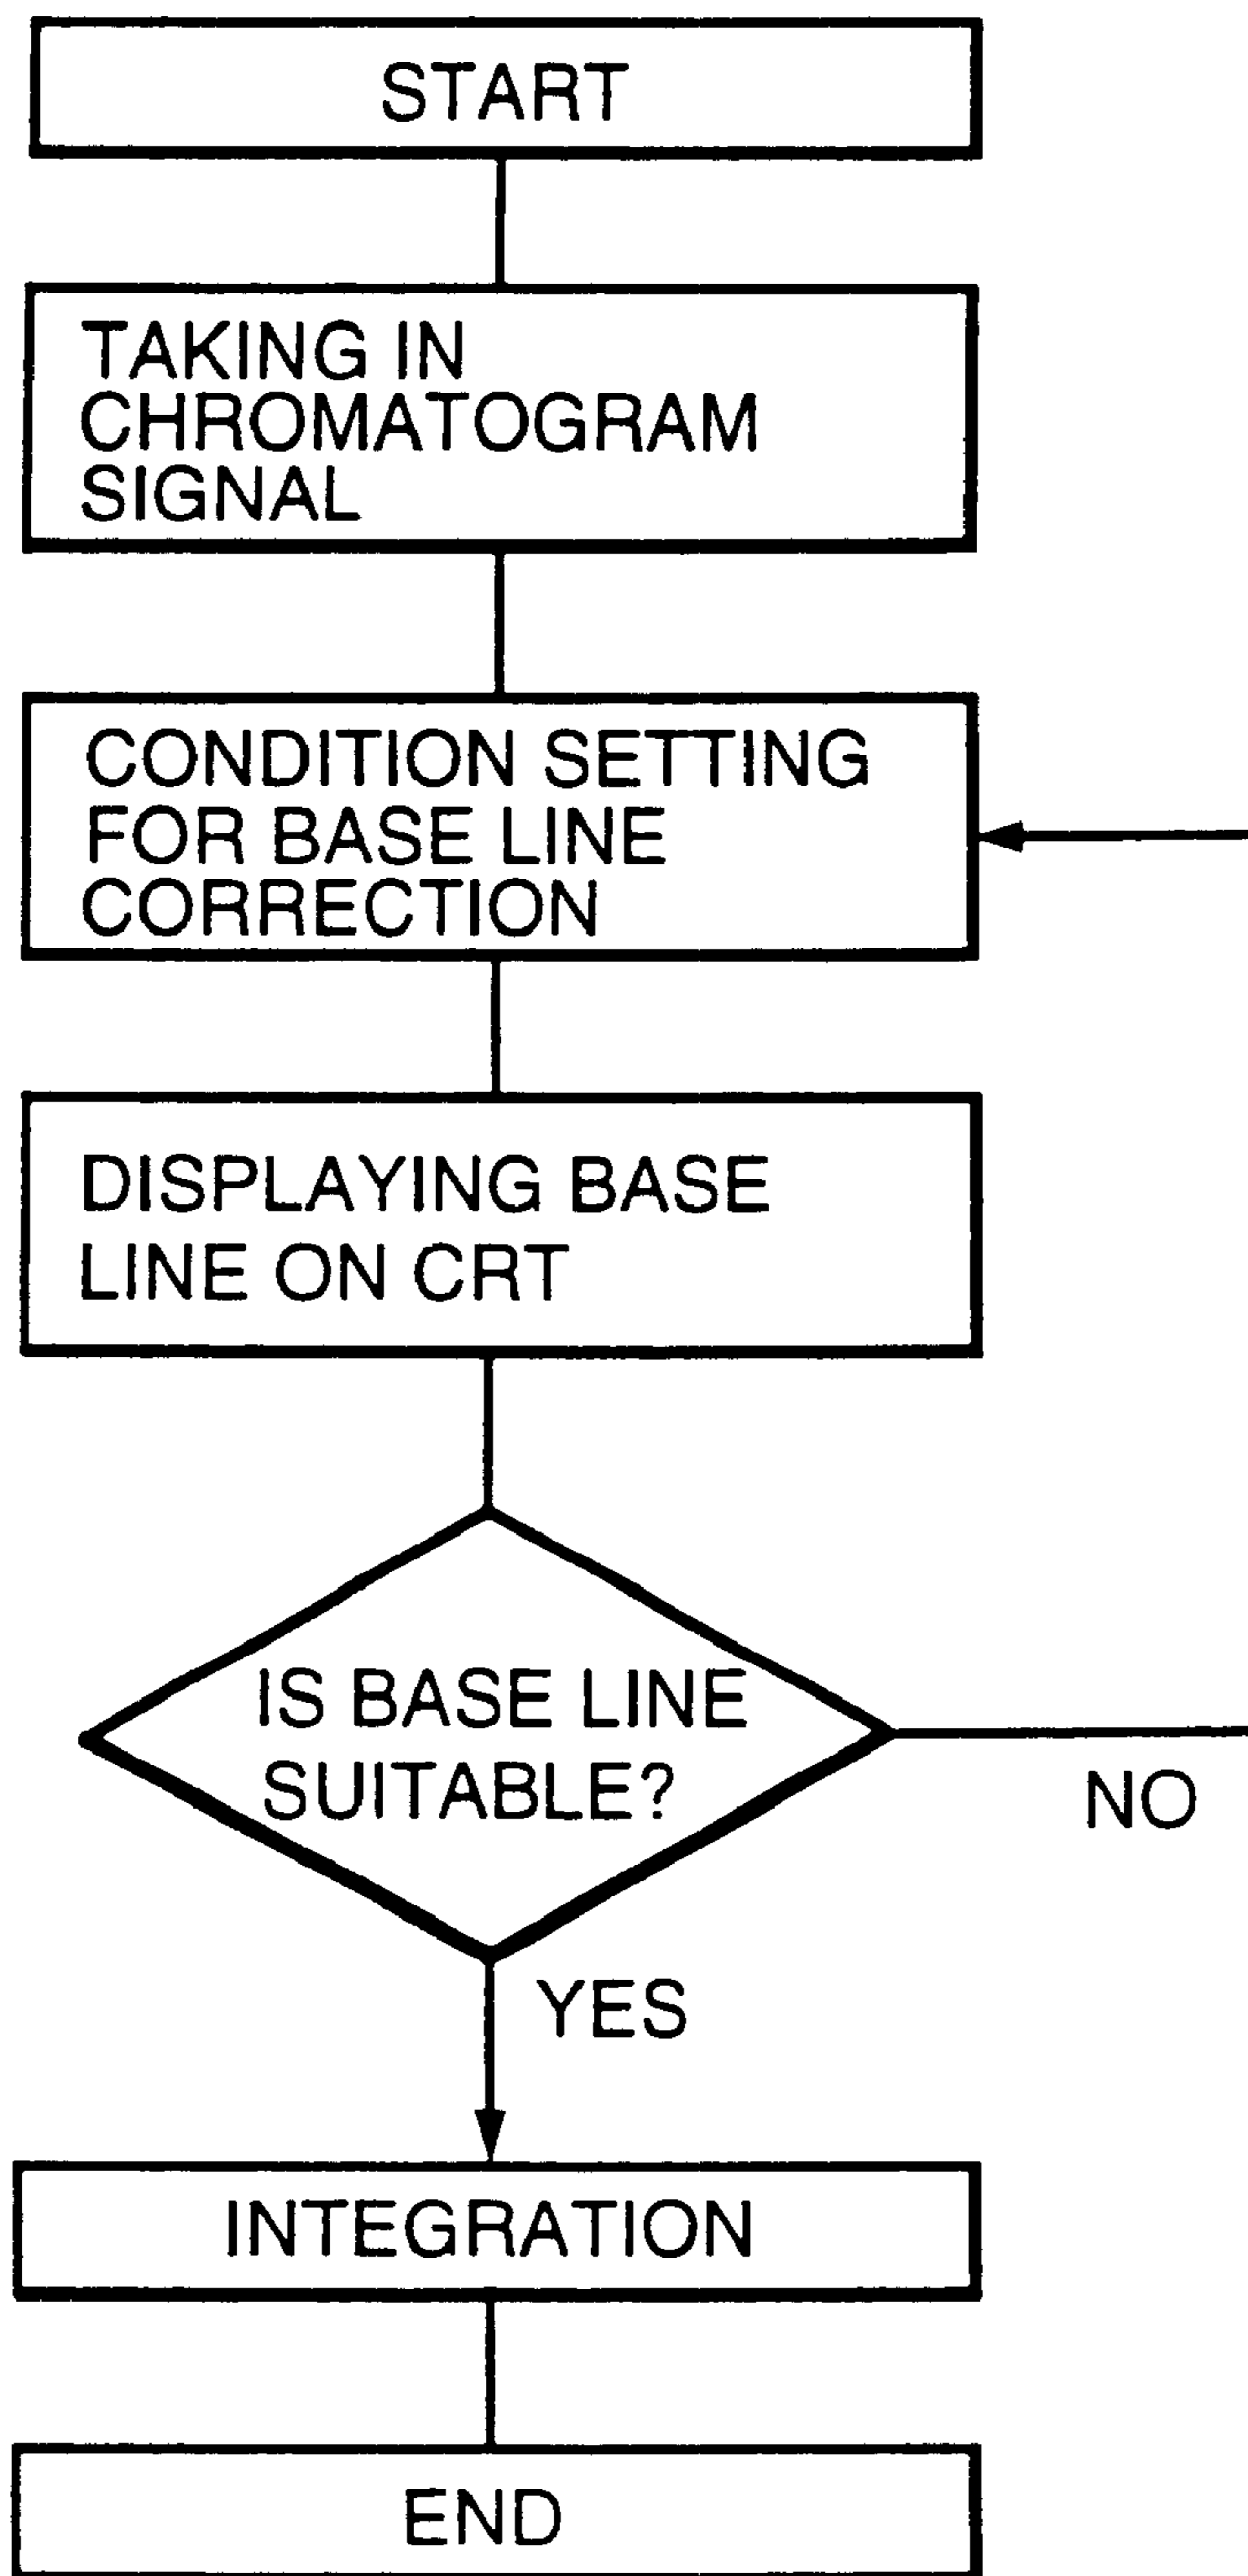 START
TAKING IN
CHROMATOGRAM
SIGNAL
CONDITION SETTING
FOR BASE LINE
CORRECTION
DISPLAYING BASE
LINE ON CRT
IS BASE LINE
SUITABLE?
NO
YES
INTEGRATION
END